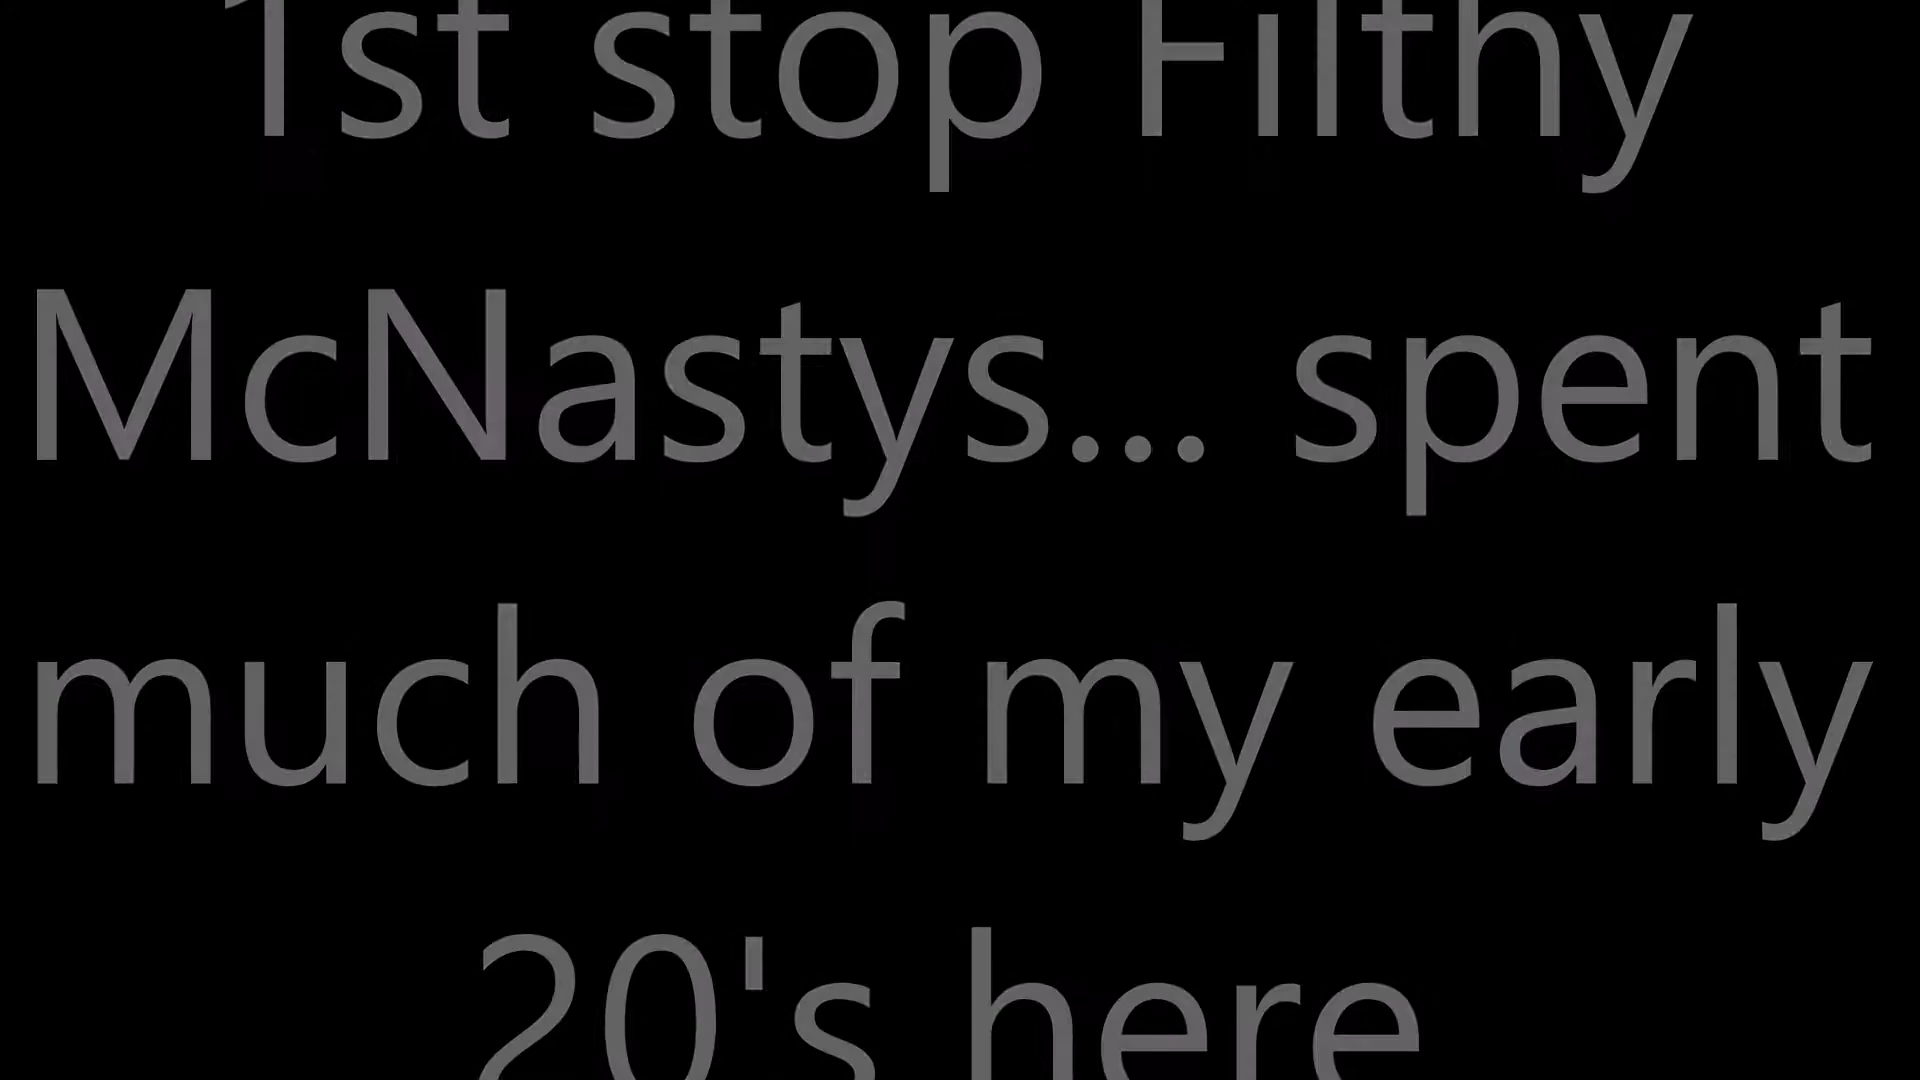 1st stop Filthy
McNastys... spent
much of my early
20's here